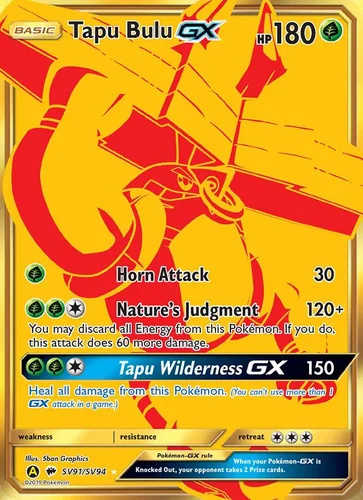 BASIC Tapu Bulu GX HP 180
Horn Attack 30
Nature's Judgment 120+
You may discard all Energy from this Pokémon. If you do,
this attack does 60 more damage.
Tapu Wilderness GX 150
Heal all damage from this Pokémon. (You can't use more than 1
GX attack in a game.)
weakness resistance retreat
Illus. 5ban Graphics
Pokémon-GX rule
When your Pokémon-GX is
Knocked Out, your opponent takes 2 Prize cards.
A SV91/SV94
©2019 Pokémon